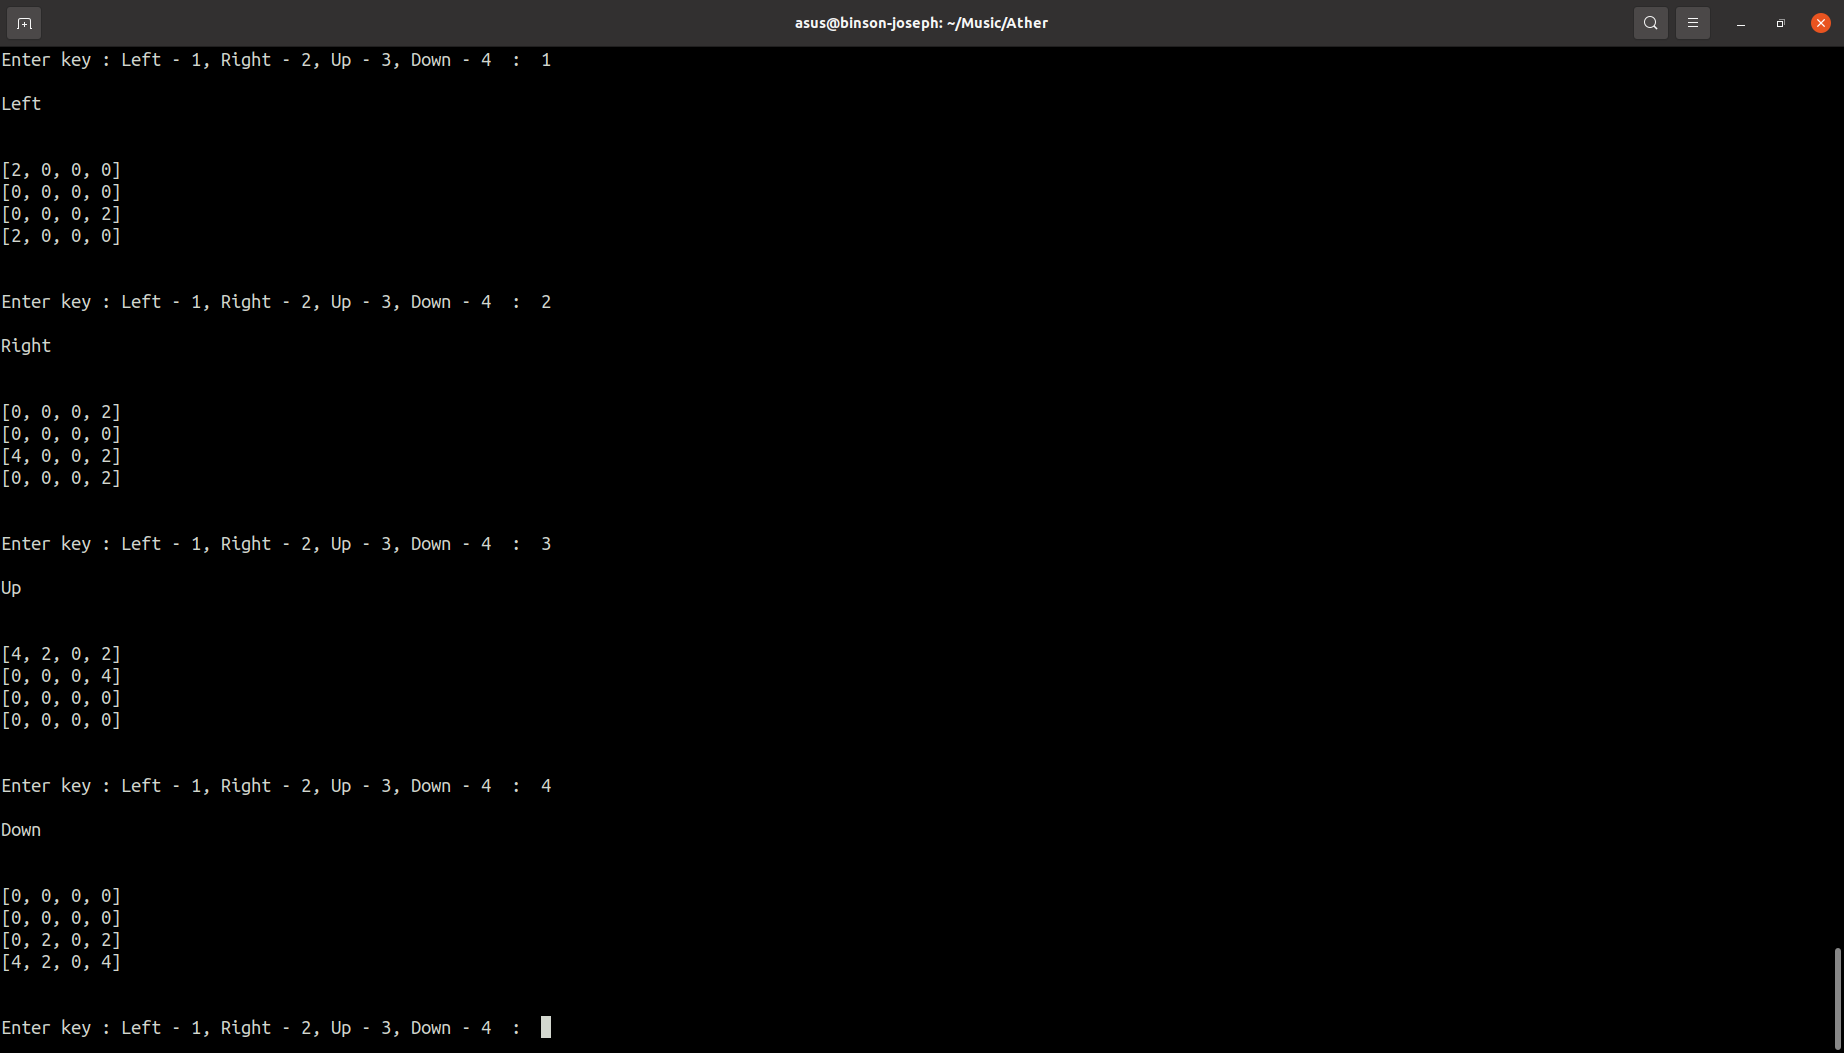 asus@binson-joseph: ~/Music/Ather
Enter key : Left - 1, Right - 2, Up - 3, Down - 4  :  1
Left
[2, 0, 0, 0]
[0, 0, 0, 0]
[0, 0, 0, 2]
[2, 0, 0, 0]
Enter key : Left - 1, Right - 2, Up - 3, Down - 4  :  2
Right
[0, 0, 0, 2]
[0, 0, 0, 0]
[4, 0, 0, 2]
[0, 0, 0, 2]
Enter key : Left - 1, Right - 2, Up - 3, Down - 4  :  3
Up
[4, 2, 0, 2]
[0, 0, 0, 4]
[0, 0, 0, 0]
[0, 0, 0, 0]
Enter key : Left - 1, Right - 2, Up - 3, Down - 4  :  4
Down
[0, 0, 0, 0]
[0, 0, 0, 0]
[0, 2, 0, 2]
[4, 2, 0, 4]
Enter key : Left - 1, Right - 2, Up - 3, Down - 4  :